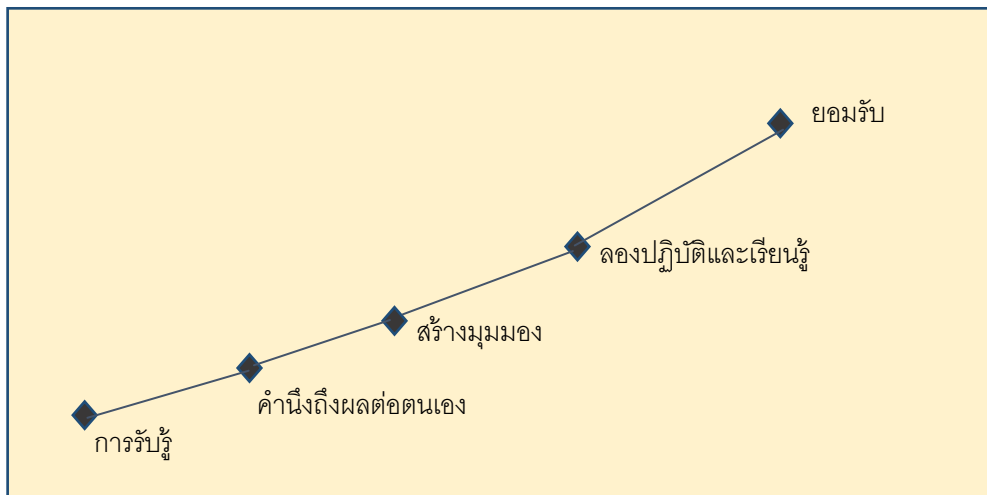 ยอมรับ
ลองปฏิบัติและเรียนรู้
สร้างมุมมอง
คำนึงถึงผลต่อตนเอง
การรับรู้